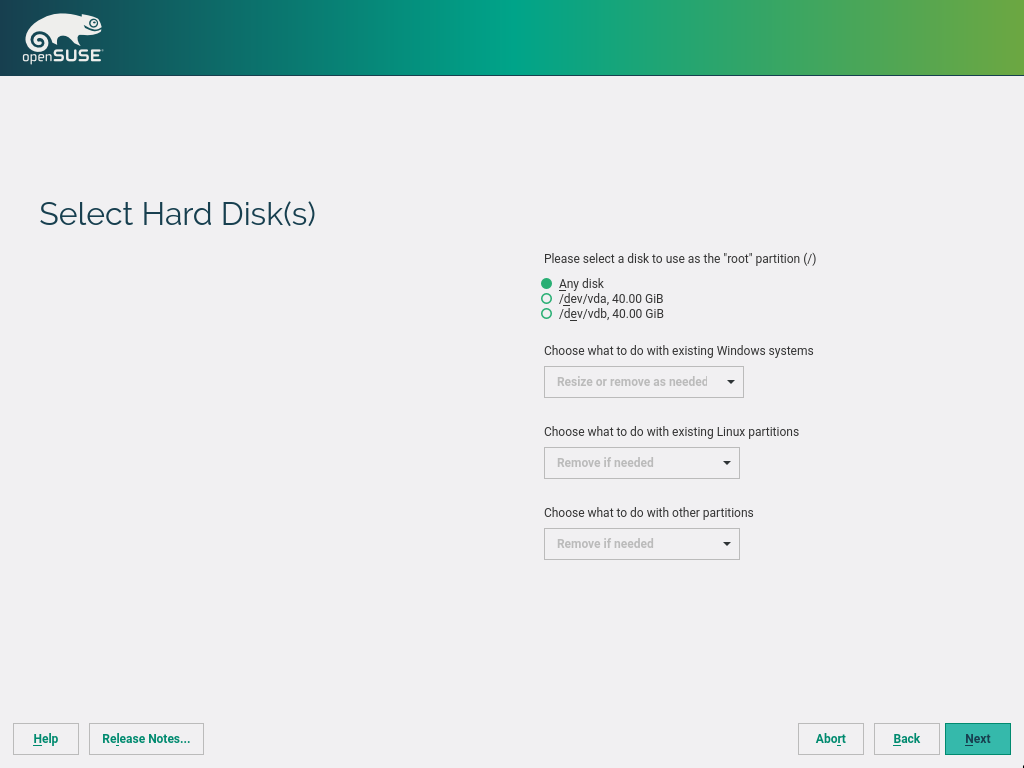 openSUSE
Select Hard Disk(s)
Please select a disk to use as the "root" partition (/)
Any disk
/dev/vda, 40.00 GiB
/dev/vdb, 40.00 GiB
Choose what to do with existing Windows systems
Resize or remove as needed
Choose what to do with existing Linux partitions
Remove if needed
Choose what to do with other partitions
Remove if needed
Help Release Notes... Abort Back Next